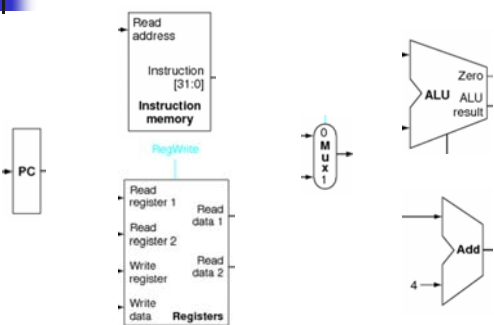 PC
Read
address
Instruction
[31:0]
Instruction
memory
RegWrite
Read
register 1
Read
data 1
Read
register 2
Write
register
Read
data 2
Write
data
Registers
0
M
u
x
1
Zero
ALU
ALU
result
Add
4